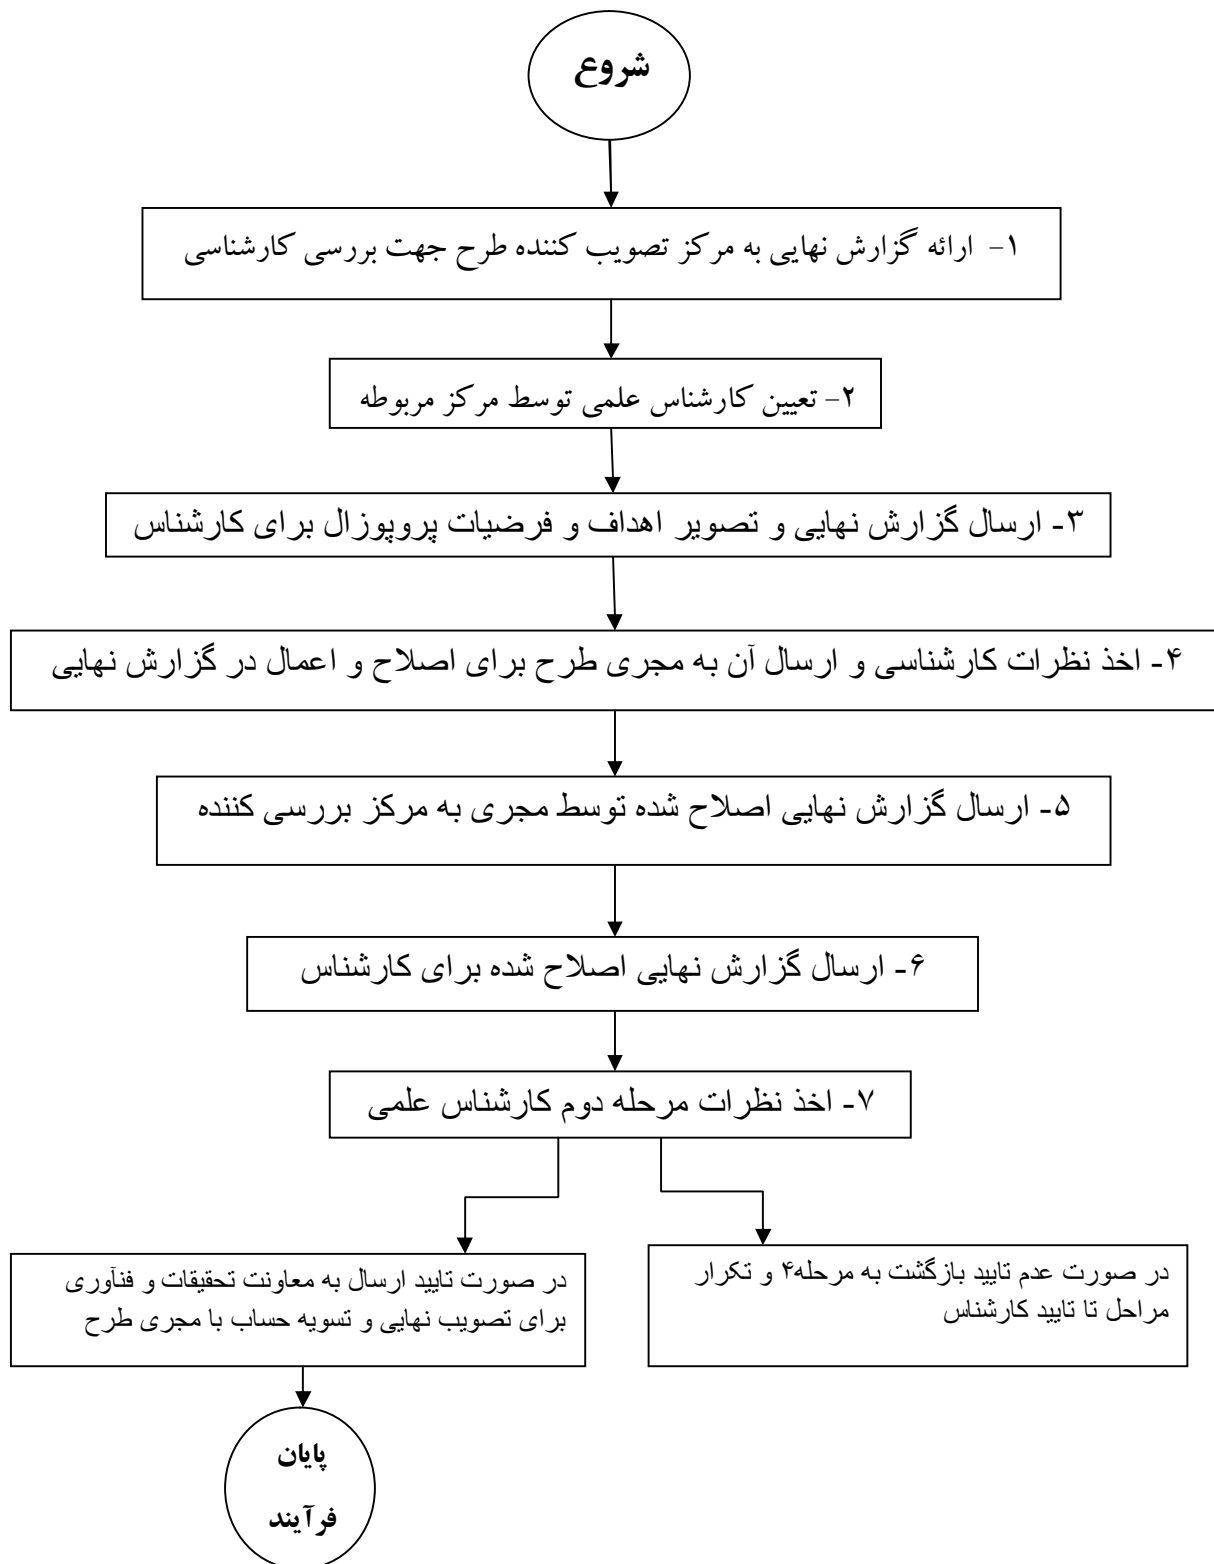 شروع
۱- ارائه گزارش نهایی به مرکز تصویب کننده طرح جهت بررسی کارشناسی
۲- تعیین کارشناس علمی توسط مرکز مربوطه
۳- ارسال گزارش نهایی و تصویر اهداف و فرضیات پروپوزال برای کارشناس
۴- اخذ نظرات کارشناسی و ارسال آن به مجری طرح برای اصلاح و اعمال در گزارش نهایی
۵- ارسال گزارش نهایی اصلاح شده توسط مجری به مرکز بررسی کننده
۶- ارسال گزارش نهایی اصلاح شده برای کارشناس
۷- اخذ نظرات مرحله دوم کارشناس علمی
در صورت عدم تایید بازگشت به مرحله۴ و تکرار
مراحل تا تایید کارشناس
در صورت تایید ارسال به معاونت تحقیقات و فنآوری
برای تصویب نهایی و تسویه حساب با مجری طرح
پایان
فرآیند